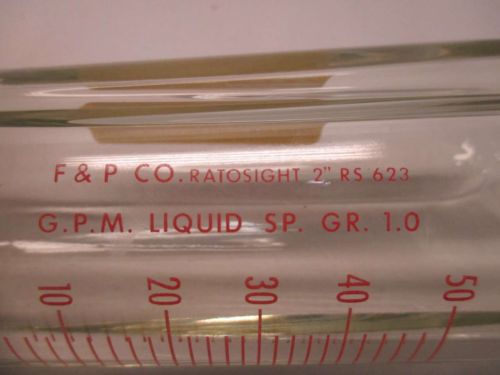 F & P CO. RATOSIGHT 2" RS 623
G.P.M. LIQUID SP. GR. 1.0
10 20 30 40 50